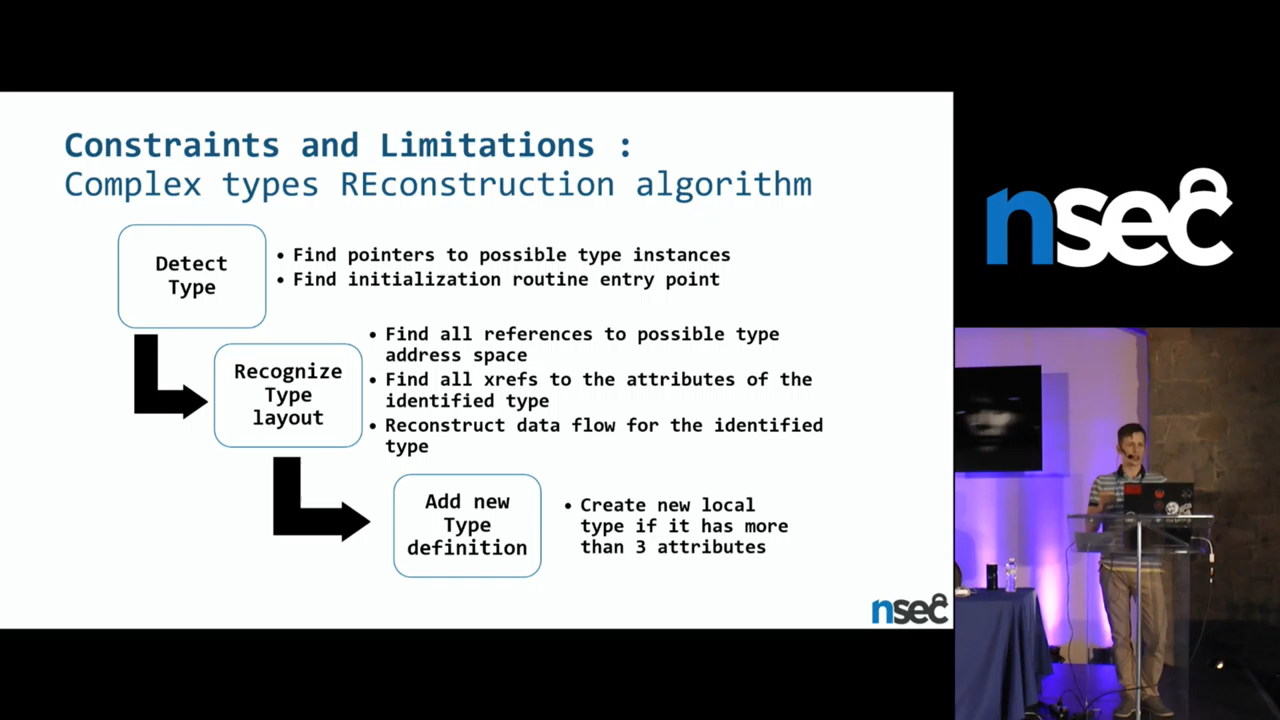 Constraints and Limitations :
Complex types REconstruction algorithm
Detect
Type
• Find pointers to possible type instances
• Find initialization routine entry point
Recognize
Type
layout
• Find all references to possible type
address space
• Find all xrefs to the attributes of the
identified type
• Reconstruct data flow for the identified
type
Add new
Type
definition
• Create new local
type if it has more
than 3 attributes
nsec
nsec